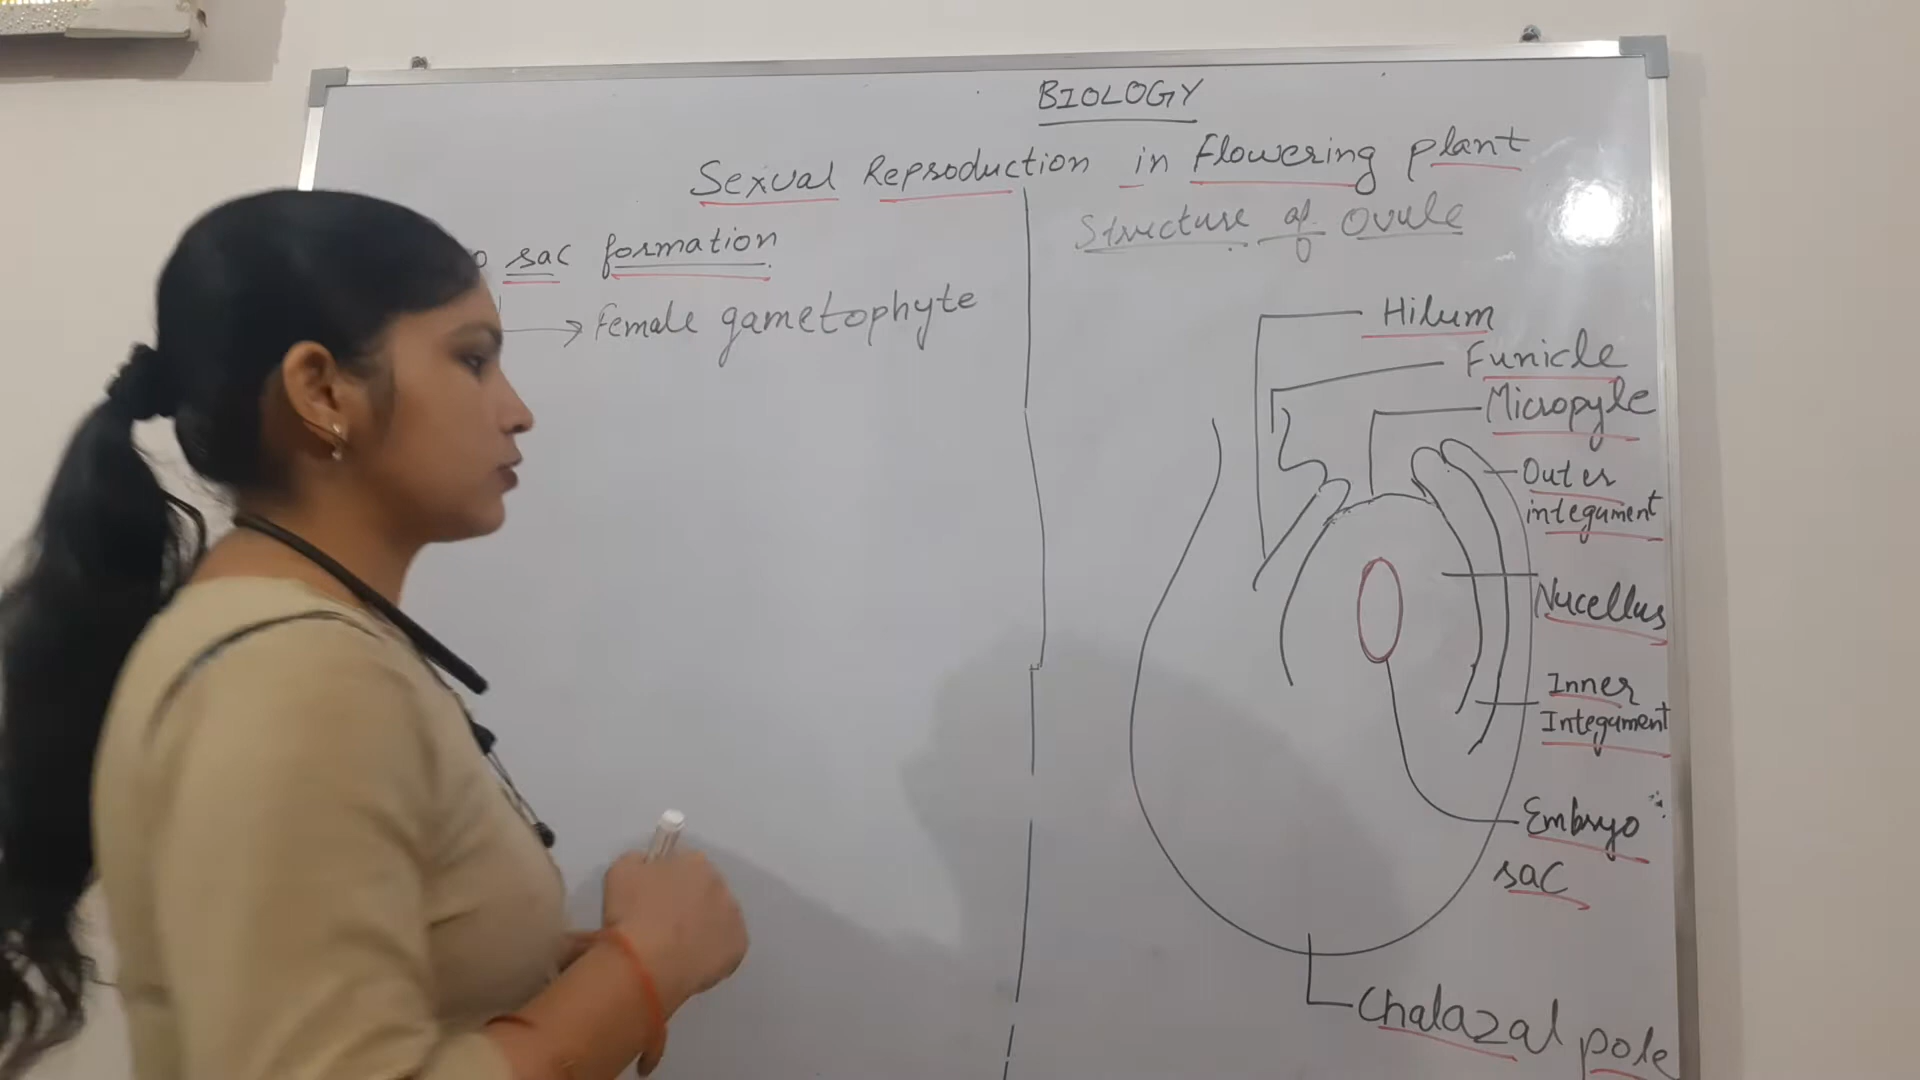 BIOLOGY
Sexual Reproduction in Flowering plant
sac formation
Female gametophyte
Structure of Ovule
Hilum
Funicle
Micropyle
Outer
integument
Nucellus
Inner
Integument
Embryo
sac
Chalazal pole